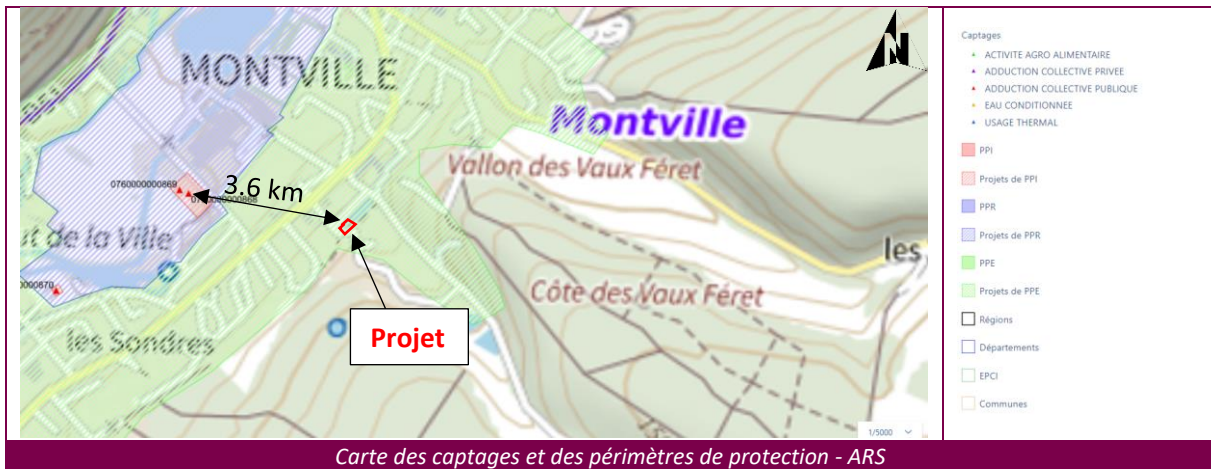 MONTVILLE
Montville
Vallon des Vaux Féret
0760000000869
3.6 km
ut de la Ville
les
0000870
Côte des Vaux Féret
Projet
les Sondres
1/5000
N
Captages
ACTIVITE AGRO ALIMENTAIRE
ADDUCTION COLLECTIVE PRIVEE
ADDUCTION COLLECTIVE PUBLIQUE
EAU CONDITIONNEE
USAGE THERMAL
PPI
Projets de PPI
PPR
Projets de PPR
PPE
Projets de PPE
Régions
Départements
EPCI
Communes
Carte des captages et des périmètres de protection - ARS